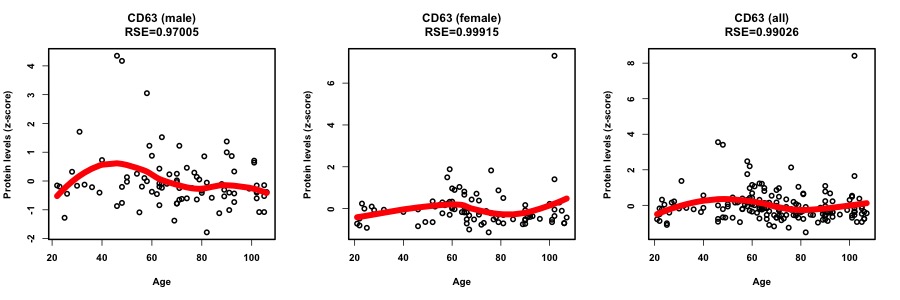 CD63 (male)
RSE=0.97005
Protein levels (z-score)
4
3
2
1
0
-1
-2
20 40 60 80 100
Age
CD63 (female)
RSE=0.99915
Protein levels (z-score)
6
4
2
0
20 40 60 80 100
Age
CD63 (all)
RSE=0.99026
Protein levels (z-score)
8
6
4
2
0
20 40 60 80 100
Age